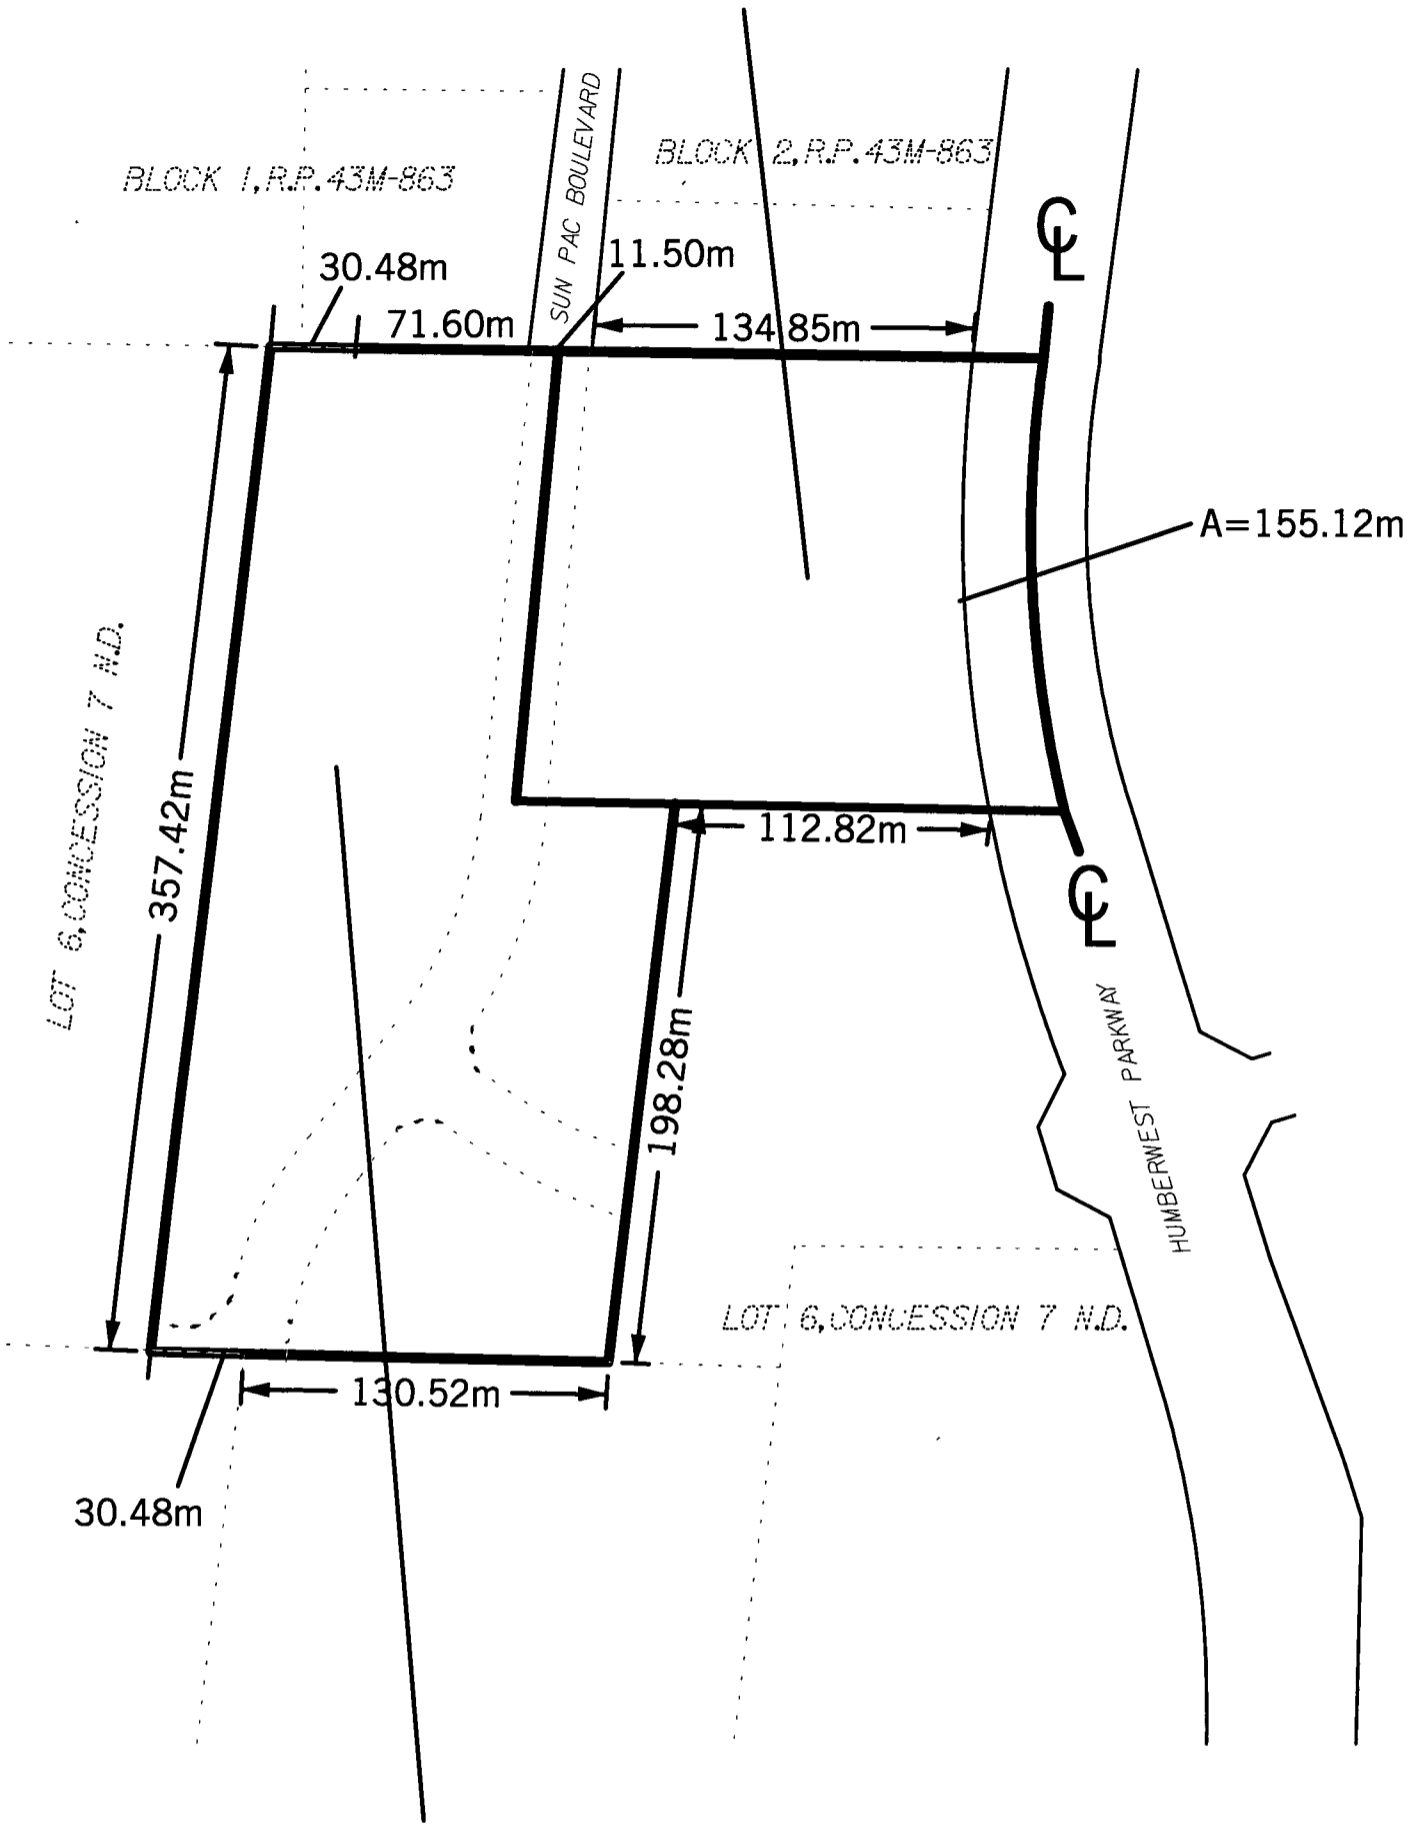 SUN PAC BOULEVARD
BLOCK 2, R.P. 43M-863
BLOCK 1, R.P. 43M-863
CL
11.50m
30.48m
71.60m
134.85m
A=155.12m
LOT 6, CONCESSION 7 N.D.
357.42m
112.82m
CL
HUMBERWEST PARKWAY
198.28m
LOT 6, CONCESSION 7 N.D.
130.52m
30.48m